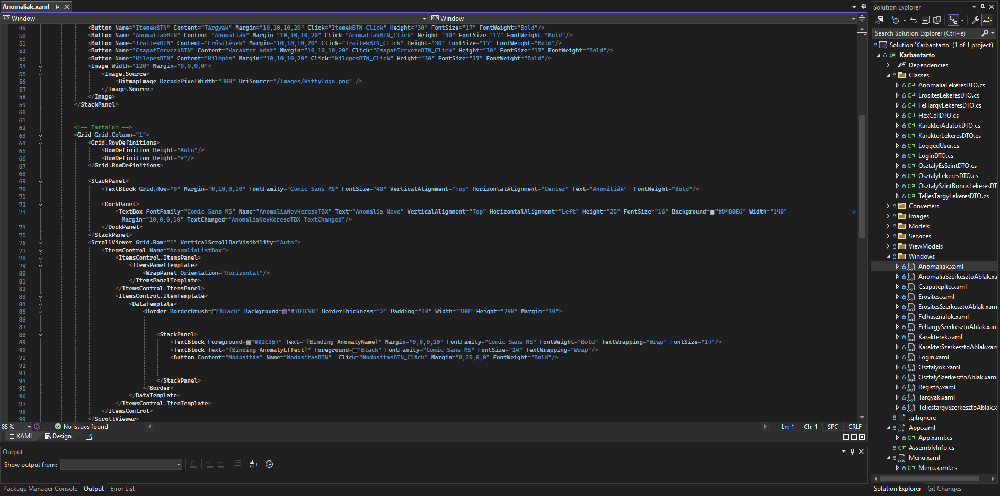 Anomaliak.xaml
Window
Window
49 <Button Name="ItemekBTN" Content="Tárgyak" Margin="10,10,10,20" Click="ItemekBTN_Click" Height="30" FontSize="17" FontWeight="Bold"/>
50 <Button Name="AnomaliakBTN" Content="Anomáliák" Margin="10,10,10,20" Click="AnomaliakBTN_Click" Height="30" FontSize="17" FontWeight="Bold"/>
51 <Button Name="TraitekBTN" Content="Erősítések" Margin="10,10,10,20" Click="TraitekBTN_Click" Height="30" FontSize="17" FontWeight="Bold"/>
52 <Button Name="CsapatTervezoBTN" Content="Karakter adat" Margin="10,10,10,20" Click="CsapatTervezoBTN_Click" Height="30" FontSize="17" FontWeight="Bold"/>
53 <Button Name="KilepesBTN" Content="Kilépés" Margin="10,10,10,20" Click="KilepesBTN_Click" Height="30" FontSize="17" FontWeight="Bold"/>
54 <Image Width="120" Margin="0,0,0,0">
55 <Image.Source>
56 <BitmapImage DecodePixelWidth="300" UriSource="/Images/Kittylogo.png" />
57 </Image.Source>
58 </Image>
59 </StackPanel>
60
61
62 <!-- Tartalom -->
63 <Grid Grid.Column="1">
64 <Grid.RowDefinitions>
65 <RowDefinition Height="Auto"/>
66 <RowDefinition Height="*"/>
67 </Grid.RowDefinitions>
68
69 <StackPanel>
70 <TextBlock Grid.Row="0" Margin="0,10,0,10" FontFamily="Comic Sans MS" FontSize="40" VerticalAlignment="Top" HorizontalAlignment="Center" Text="Anomáliák" FontWeight="Bold"/>
71
72 <DockPanel>
73 <TextBox FontFamily="Comic Sans MS" Name="AnomaliaNevKeresoTBX" Text="Anomália Neve" VerticalAlignment="Top" HorizontalAlignment="Left" Height="25" FontSize="16" Background="#D4B8E6" Width="140"
Margin="10,0,0,10" TextChanged="AnomaliaNevKeresoTBX_TextChanged"/>
74 </DockPanel>
75 </StackPanel>
76 <ScrollViewer Grid.Row="1" VerticalScrollBarVisibility="Auto">
77 <ItemsControl Name="AnomaliaListBox">
78 <ItemsControl.ItemsPanel>
79 <ItemsPanelTemplate>
80 <WrapPanel Orientation="Horizontal"/>
81 </ItemsPanelTemplate>
82 </ItemsControl.ItemsPanel>
83 <ItemsControl.ItemTemplate>
84 <DataTemplate>
85 <Border BorderBrush="Black" Background="#7D3C98" BorderThickness="2" Padding="10" Width="180" Height="290" Margin="10">
86
87
88 <StackPanel>
89 <TextBlock Foreground="#82C367" Text="{Binding AnomalyName}" Margin="0,0,0,10" FontFamily="Comic Sans MS" FontWeight="Bold" TextWrapping="Wrap" FontSize="17"/>
90 <TextBlock Text="{Binding AnomalyEffect}" Foreground="Black" FontFamily="Comic Sans MS" FontSize="14" TextWrapping="Wrap"/>
91 <Button Content="Módosítás" Name="ModositasBTN" Click="ModositasBTN_Click" Margin="0,20,0,0" FontWeight="Bold"/>
92
93
94 </StackPanel>
95 </Border>
96 </DataTemplate>
97 </ItemsControl.ItemTemplate>
98 </ItemsControl>
99 </ScrollViewer>
85 %
No issues found
Ln: 1 Ch: 1 SPC CRLF
XAML Design
Output
Show output from:
Package Manager Console Output Error List
Solution Explorer
Search Solution Explorer (Ctrl+é)
Solution 'Karbantarto' (1 of 1 project)
C# Karbantarto
Dependencies
Classes
C# AnomaliaLekeresDTO.cs
C# ErositesLekeresDTO.cs
C# FelTargyLekeresDTO.cs
C# HexCellDTO.cs
C# KarakterAdatokDTO.cs
C# KarakterLekeresDTO.cs
C# LoggedUser.cs
C# LoginDTO.cs
C# OsztalyEsSzintDTO.cs
C# OsztalyLekeresDTO.cs
C# OsztalySzintBonusLekeresDT
C# TeljesTargyLekeresDTO.cs
Converters
Images
Models
Services
ViewModels
Windows
Anomaliak.xaml
AnomaliaSzerkesztoAblak.xa
Csapatepito.xaml
Erosites.xaml
ErositesSzerkesztoAblak.xam
Felhasznalok.xaml
FeltargySzerkesztoAblak.xam
Karakterek.xaml
KarakterSzerkesztoAblak.xam
Login.xaml
Osztalyok.xaml
OsztalySzerkesztoAblak.xaml
Registry.xaml
Targyak.xaml
TeljestargySzerkesztoAblak.x
.gitignore
App.xaml
C# App.xaml.cs
C# AssemblyInfo.cs
Menu.xaml
C# Menu.xaml.cs
Solution Explorer Git Changes